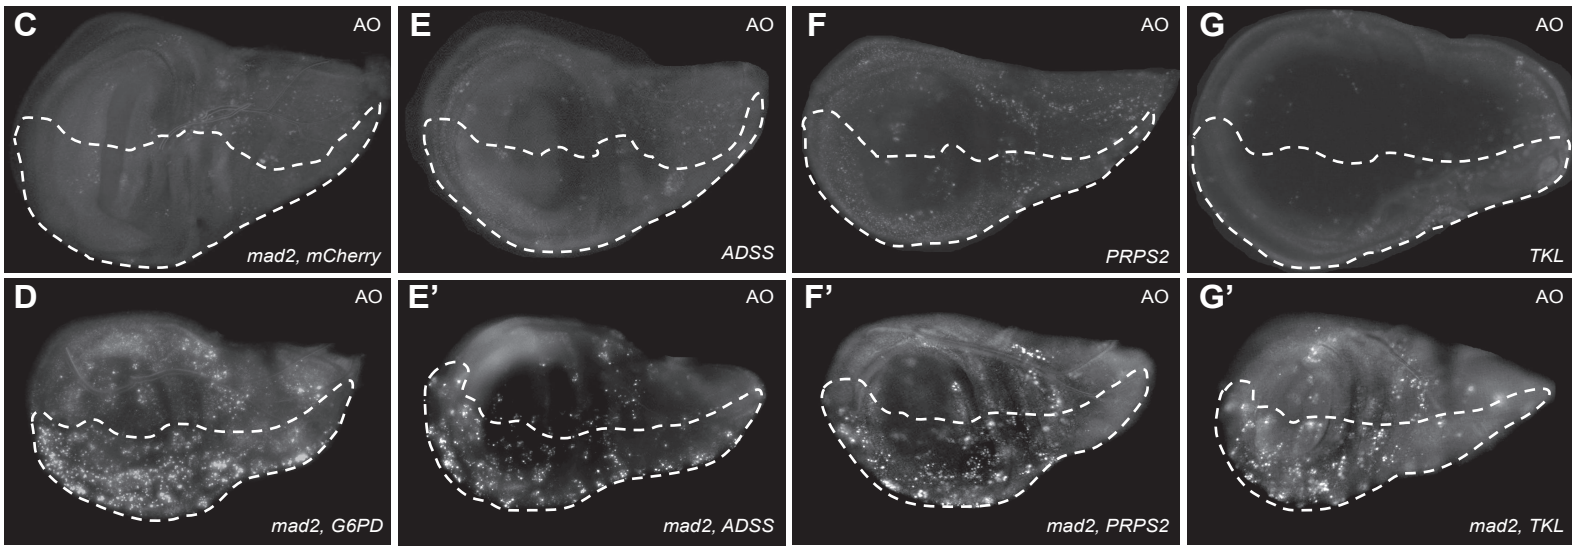 C AO
mad2, mCherry
E AO
ADSS
F AO
PRPS2
G AO
TKL
D AO
mad2, G6PD
E’ AO
mad2, ADSS
F’ AO
mad2, PRPS2
G’ AO
mad2, TKL